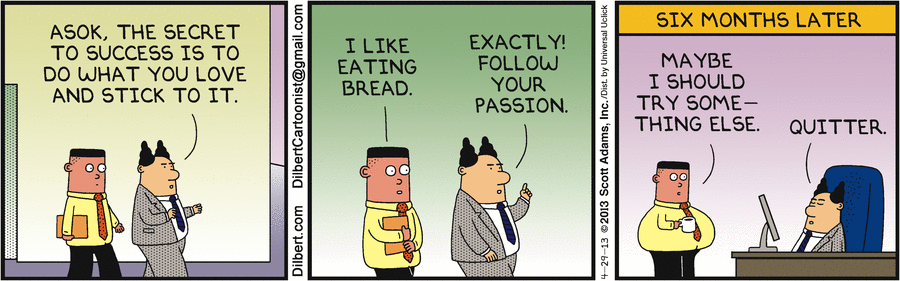 ASOK, THE SECRET
TO SUCCESS IS TO
DO WHAT YOU LOVE
AND STICK TO IT.
Dilbert.com DilbertCartoonist@gmail.com
I LIKE
EATING
BREAD.
EXACTLY!
FOLLOW
YOUR
PASSION.
4-29-13 © 2013 Scott Adams, Inc. /Dist. by Universal Uclick
SIX MONTHS LATER
MAYBE
I SHOULD
TRY SOME-
THING ELSE.
QUITTER.